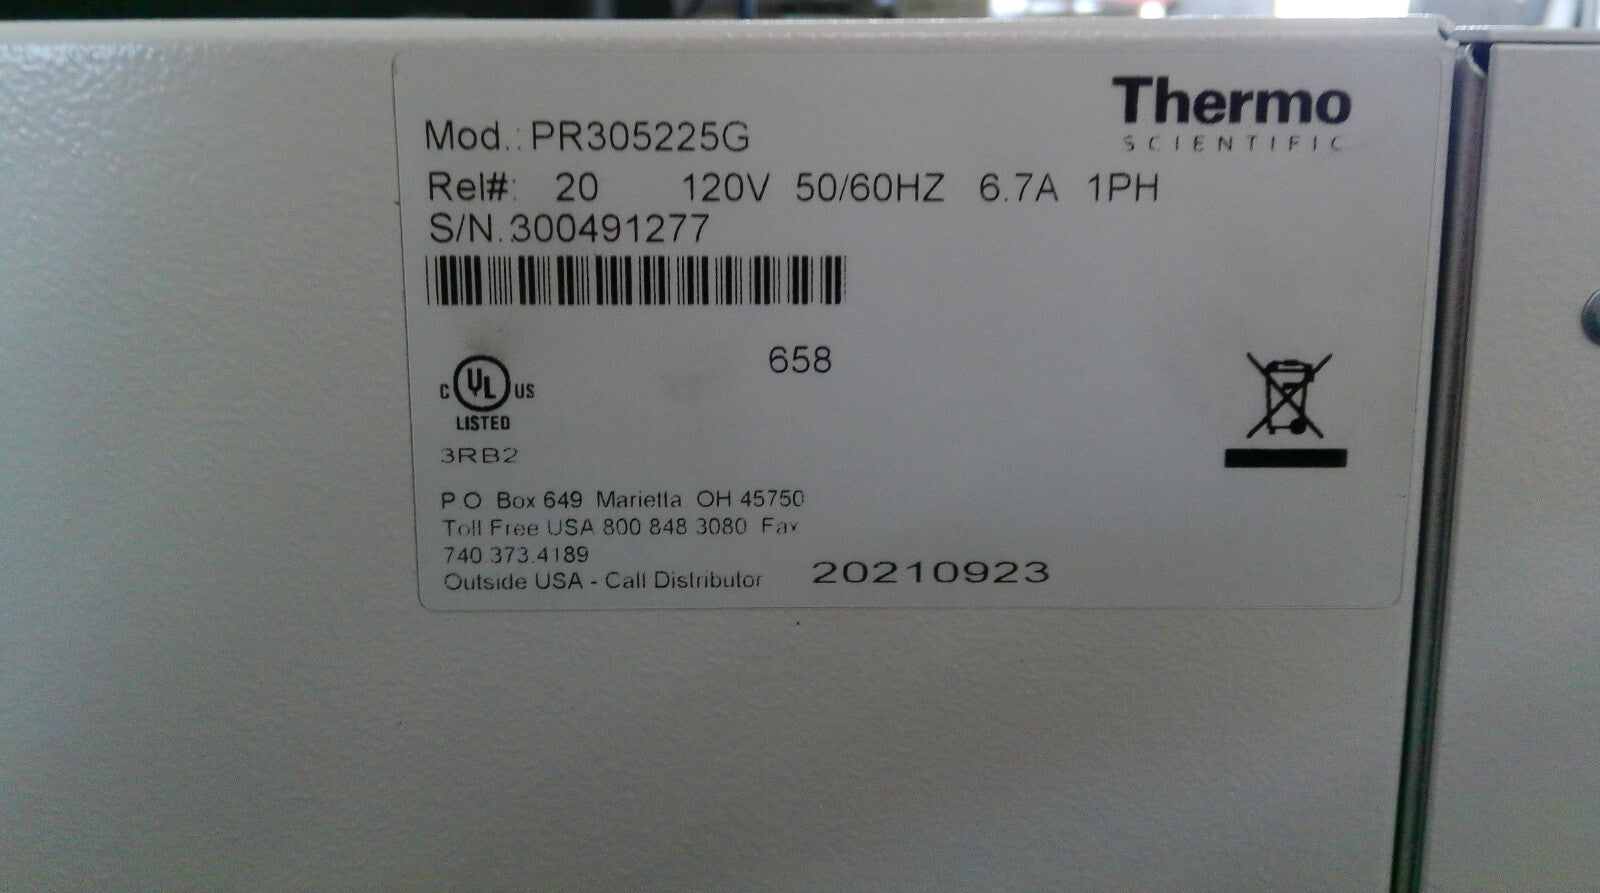 Thermo
SCIENTIFIC
Mod.: PR305225G
Rel#: 20 120V 50/60HZ 6.7A 1PH
S/N.300491277
658
C UL US
LISTED
3RB2
P O Box 649 Marietta OH 45750
Toll Free USA 800 848 3080 Fax
740 373.4189
Outside USA - Call Distributor 20210923